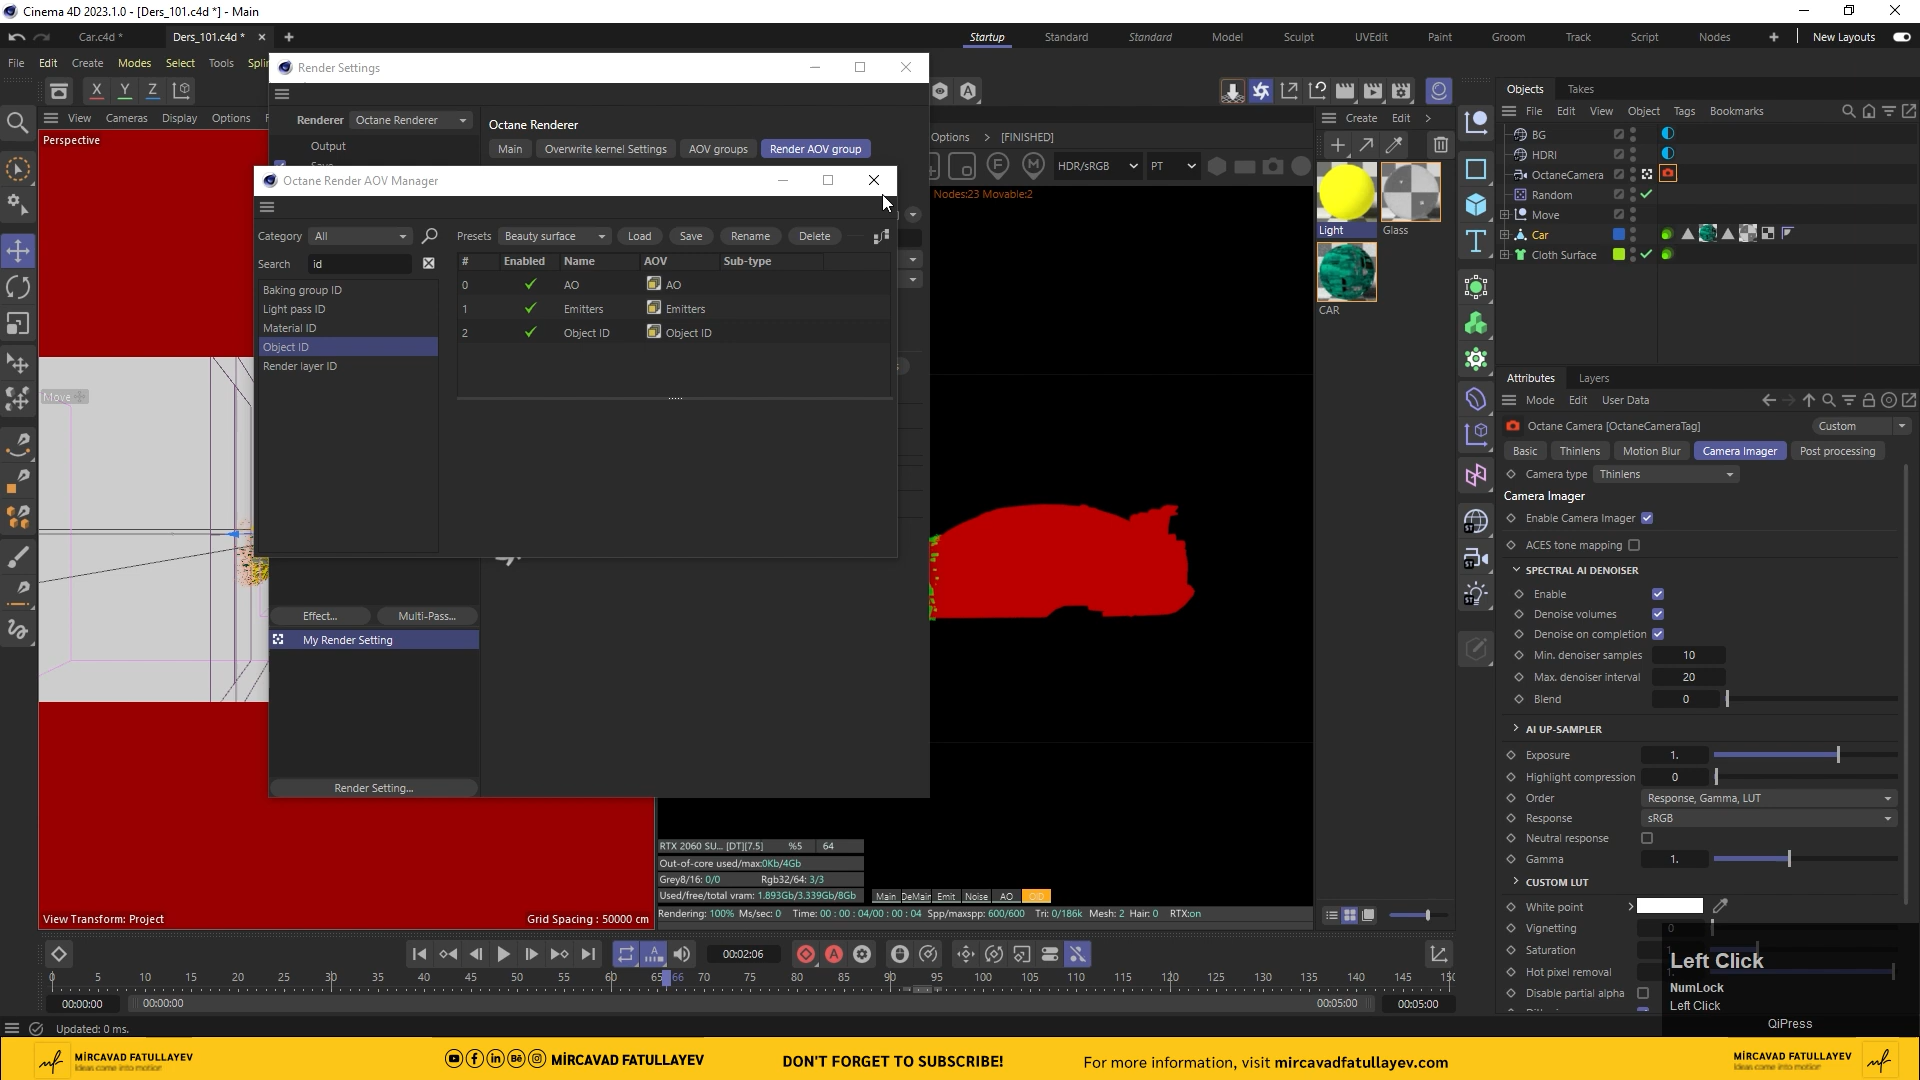 Cinema 4D 2023.1.0 - [Ders_101.c4d *] - Main
Car.c4d *
Ders_101.c4d *
Startup
Standard
Standard
Model
Sculpt
UVEdit
Paint
Groom
Track
Script
Nodes
New Layouts
File Edit Create Modes Select Tools
Render Settings
X Y Z
View Cameras Display Options
Renderer Octane Renderer
Output
Octane Renderer
Main Overwrite kernel Settings AOV groups Render AOV group
Perspective
Octane Render AOV Manager
Category All
Search id
Presets Beauty surface Load Save Rename Delete
# Enabled Name AOV Sub-type
0 AO AO
1 Emitters Emitters
2 Object ID Object ID
Baking group ID
Light pass ID
Material ID
Object ID
Render layer ID
Move
Effect... Multi-Pass...
My Render Setting
Render Setting...
View Transform: Project
Grid Spacing : 50000 cm
Options > [FINISHED]
HDR/sRGB PT
Nodes:23 Movable:2
RTX 2060 SU... [DT][7.5] %5 64
Out-of-core used/max:0Kb/4Gb
Grey8/16: 0/0 Rgb32/64: 3/3
Used/free/total vram: 1.893Gb/3.339Gb/8Gb
Main DeMain Emit Noise AO
Rendering: 100% Ms/sec: 0 Time: 00 : 00 : 04/00 : 00 : 04 Spp/maxspp: 600/600 Tri: 0/186k Mesh: 2 Hair: 0 RTX:on
Create Edit
Light
Glass
CAR
Objects Takes
File Edit View Object Tags Bookmarks
BG
HDRI
OctaneCamera
Random
Move
Car
Cloth Surface
Attributes Layers
Mode Edit User Data
Octane Camera [OctaneCameraTag]
Custom
Basic Thinlens Motion Blur Camera Imager Post processing
Camera type Thinlens
Camera Imager
Enable Camera Imager
ACES tone mapping
SPECTRAL AI DENOISER
Enable
Denoise volumes
Denoise on completion
Min. denoiser samples 10
Max. denoiser interval 20
Blend 0
AI UP-SAMPLER
Exposure 1.
Highlight compression 0
Order Response, Gamma, LUT
Response sRGB
Neutral response
Gamma 1.
CUSTOM LUT
White point
Vignetting 0
Saturation
Hot pixel removal
Disable partial alpha
Left Click
NumLock
Left Click
QiPress
00:02:06
0 5 10 15 20 25 30 35 40 45 50 55 60 65 66 70 75 80 85 90 95 100 105 110 115 120 125 130 135 140 145
00:00:00 00:00:00 00:05:00 00:05:00
Updated: 0 ms.
MİRCAVAD FATULLAYEV
Ideas come into motion
MİRCAVAD FATULLAYEV
DON'T FORGET TO SUBSCRIBE!
For more information, visit mircavadfatullayev.com
MİRCAVAD FATULLAYEV
Ideas come into motion